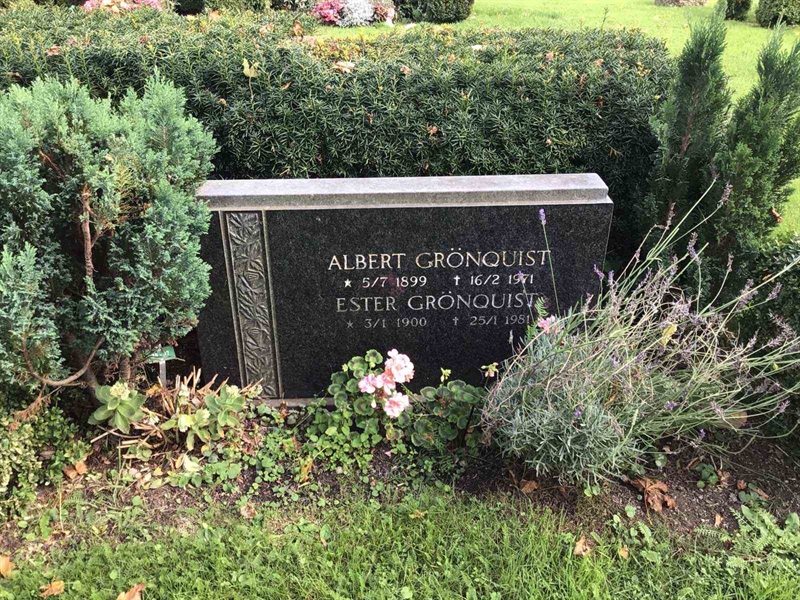 ALBERT GRÖNQUIST
★ 5/7 1899 ✝ 16/2 1971
ESTER GRÖNQUIST
★ 3/1 1900 ✝ 25/1 1981